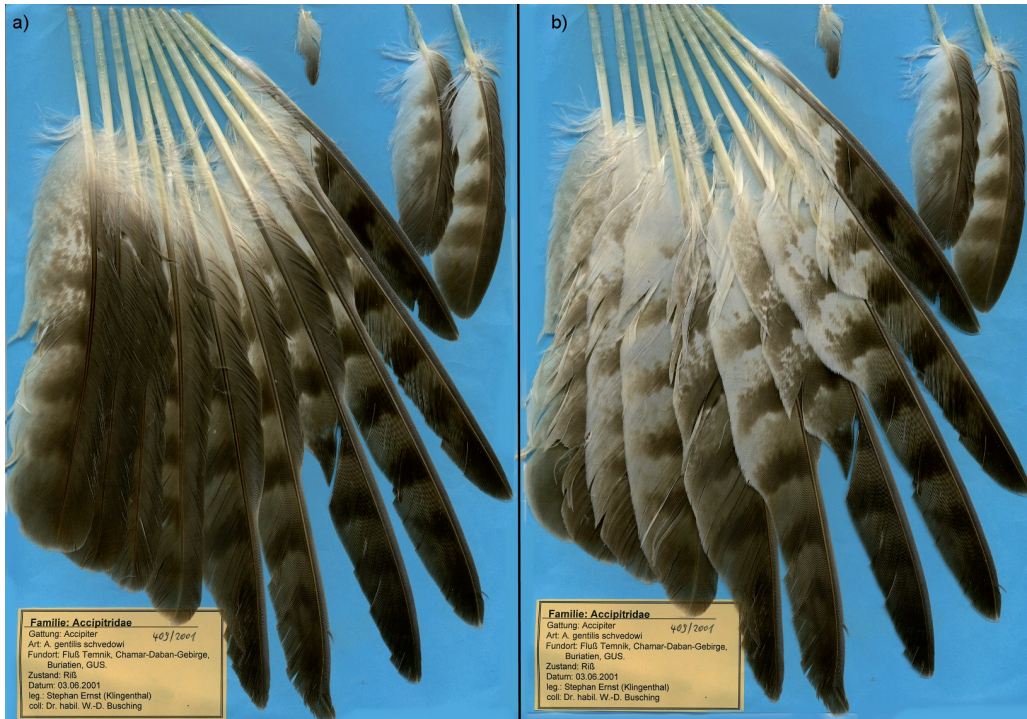 a)
Familie: Accipitridae
Gattung: Accipiter 409/2001
Art: A. gentilis schvedowi
Fundort: Fluß Temnik, Chamar-Daban-Gebirge,
Buriatien, GUS.
Zustand: Riß
Datum: 03.06.2001
leg.: Stephan Ernst (Klingenthal)
coll: Dr. habil. W.-D. Busching
b)
Familie: Accipitridae
Gattung: Accipiter 409/2001
Art: A. gentilis schvedowi
Fundort: Fluß Temnik, Chamar-Daban-Gebirge,
Buriatien, GUS.
Zustand: Riß
Datum: 03.06.2001
leg.: Stephan Ernst (Klingenthal)
coll: Dr. habil. W.-D. Busching